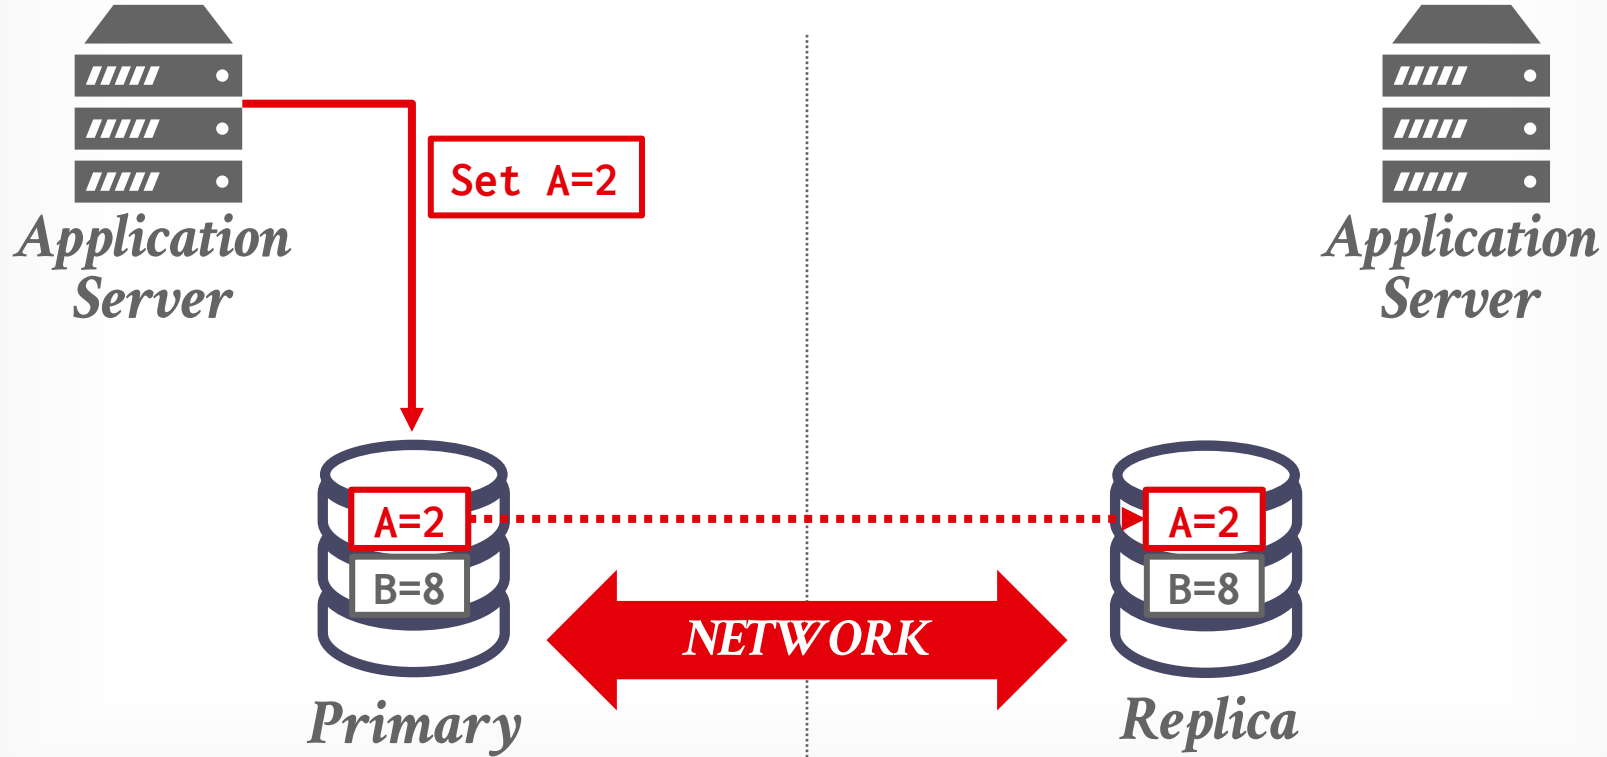 Set A=2
Application
Server
Application
Server
A=2
B=8
A=2
B=8
NETWORK
Primary
Replica